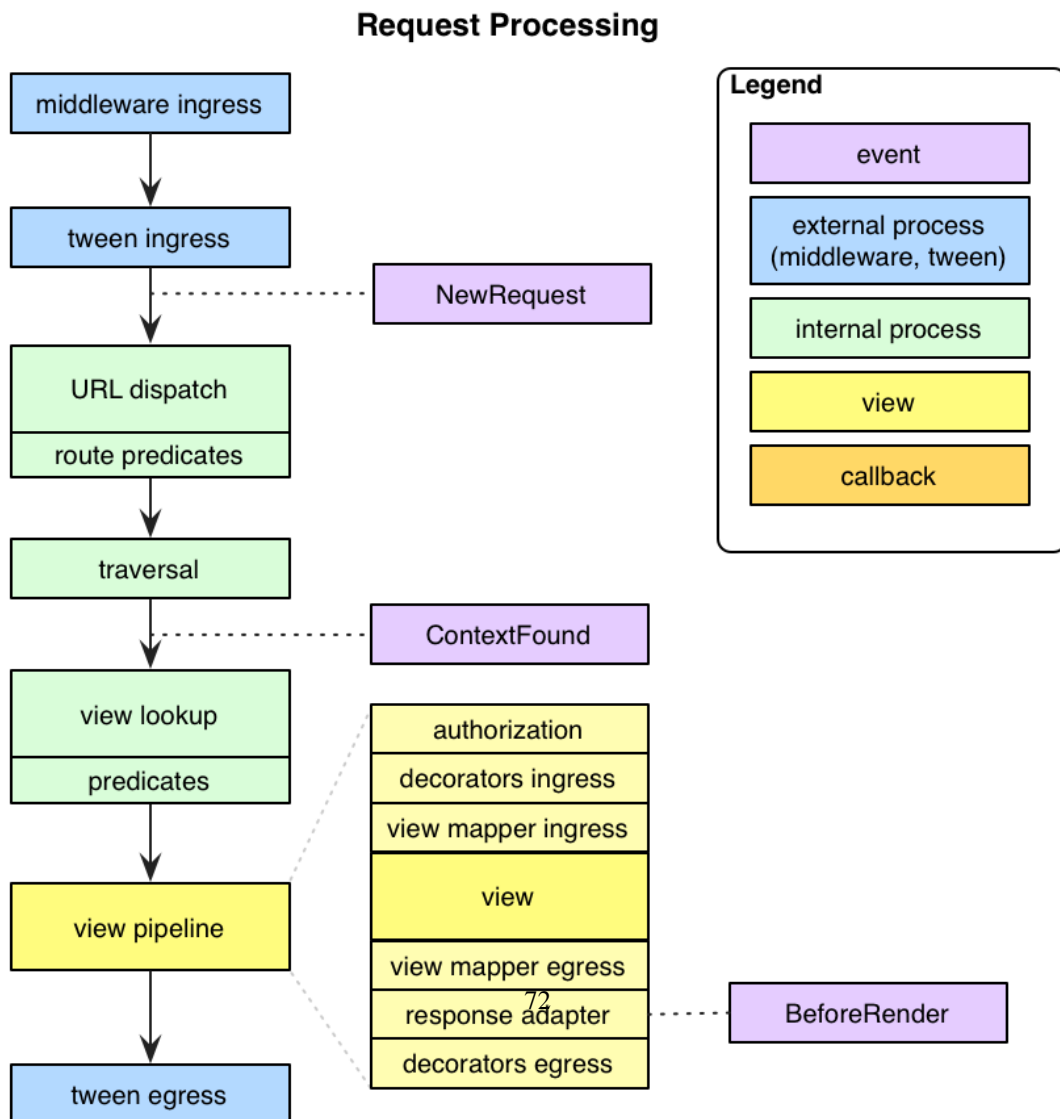 Request Processing
middleware ingress
tween ingress
NewRequest
URL dispatch
route predicates
traversal
ContextFound
view lookup
predicates
view pipeline
tween egress
authorization
decorators ingress
view mapper ingress
view
view mapper egress
72
response adapter
decorators egress
BeforeRender
Legend
event
external process
(middleware, tween)
internal process
view
callback